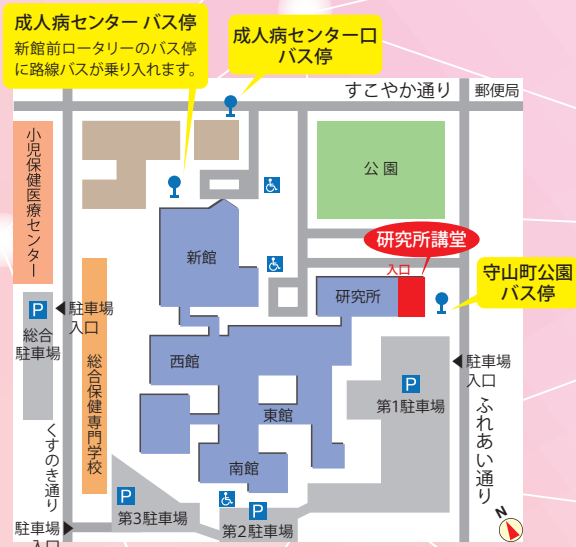 成人病センター バス停
新館前ロータリーのバス停
に路線バスが乗り入れます。
成人病センター口
バス停
すこやか通り
郵便局
小児保健医療センター
公園
新館
研究所講堂
入口
研究所
守山町公園
バス停
P
総合
駐車場
駐車場
入口
総合保健専門学校
西館
東館
南館
P
第1駐車場
駐車場
入口
ふれあい通り
くすのき通り
P
第3駐車場
P
第2駐車場
駐車場
入口
N